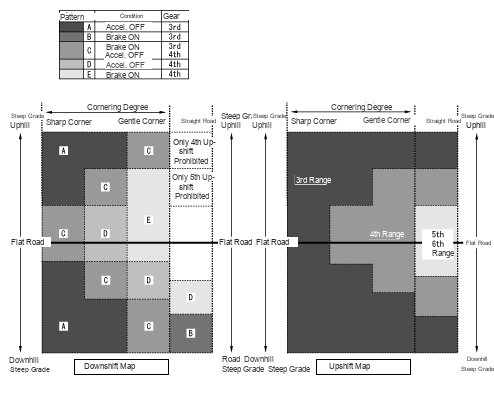 Pattern Condition Gear
A Accel. OFF 3rd
B Brake ON 3rd
C Brake ON 3rd
Accel. OFF 4th
D Accel. OFF 4th
E Brake ON 4th
Cornering Degree
Steep Grade
Uphill
Sharp Corner Gentle Corner Straight Road
Steep Gr.
Uphill
A C
Only 4th Up-
shift
Prohibited
C
Only 5th Up-
shift
Prohibited
E
C D
Flat Road Flat Road
C C D
D
A C B
Downhill
Steep Grade
Downshift Map
Road
Steep Grade
Cornering Degree
Steep Grade
Uphill
Sharp Corner Gentle Corner Straight Road
Steep Grade
Uphill
3rd Range
4th Range
5th
6th
Range
Flat Road Flat Road
Downhill
Steep Grade
Upshift Map
Downhill
Steep Grade